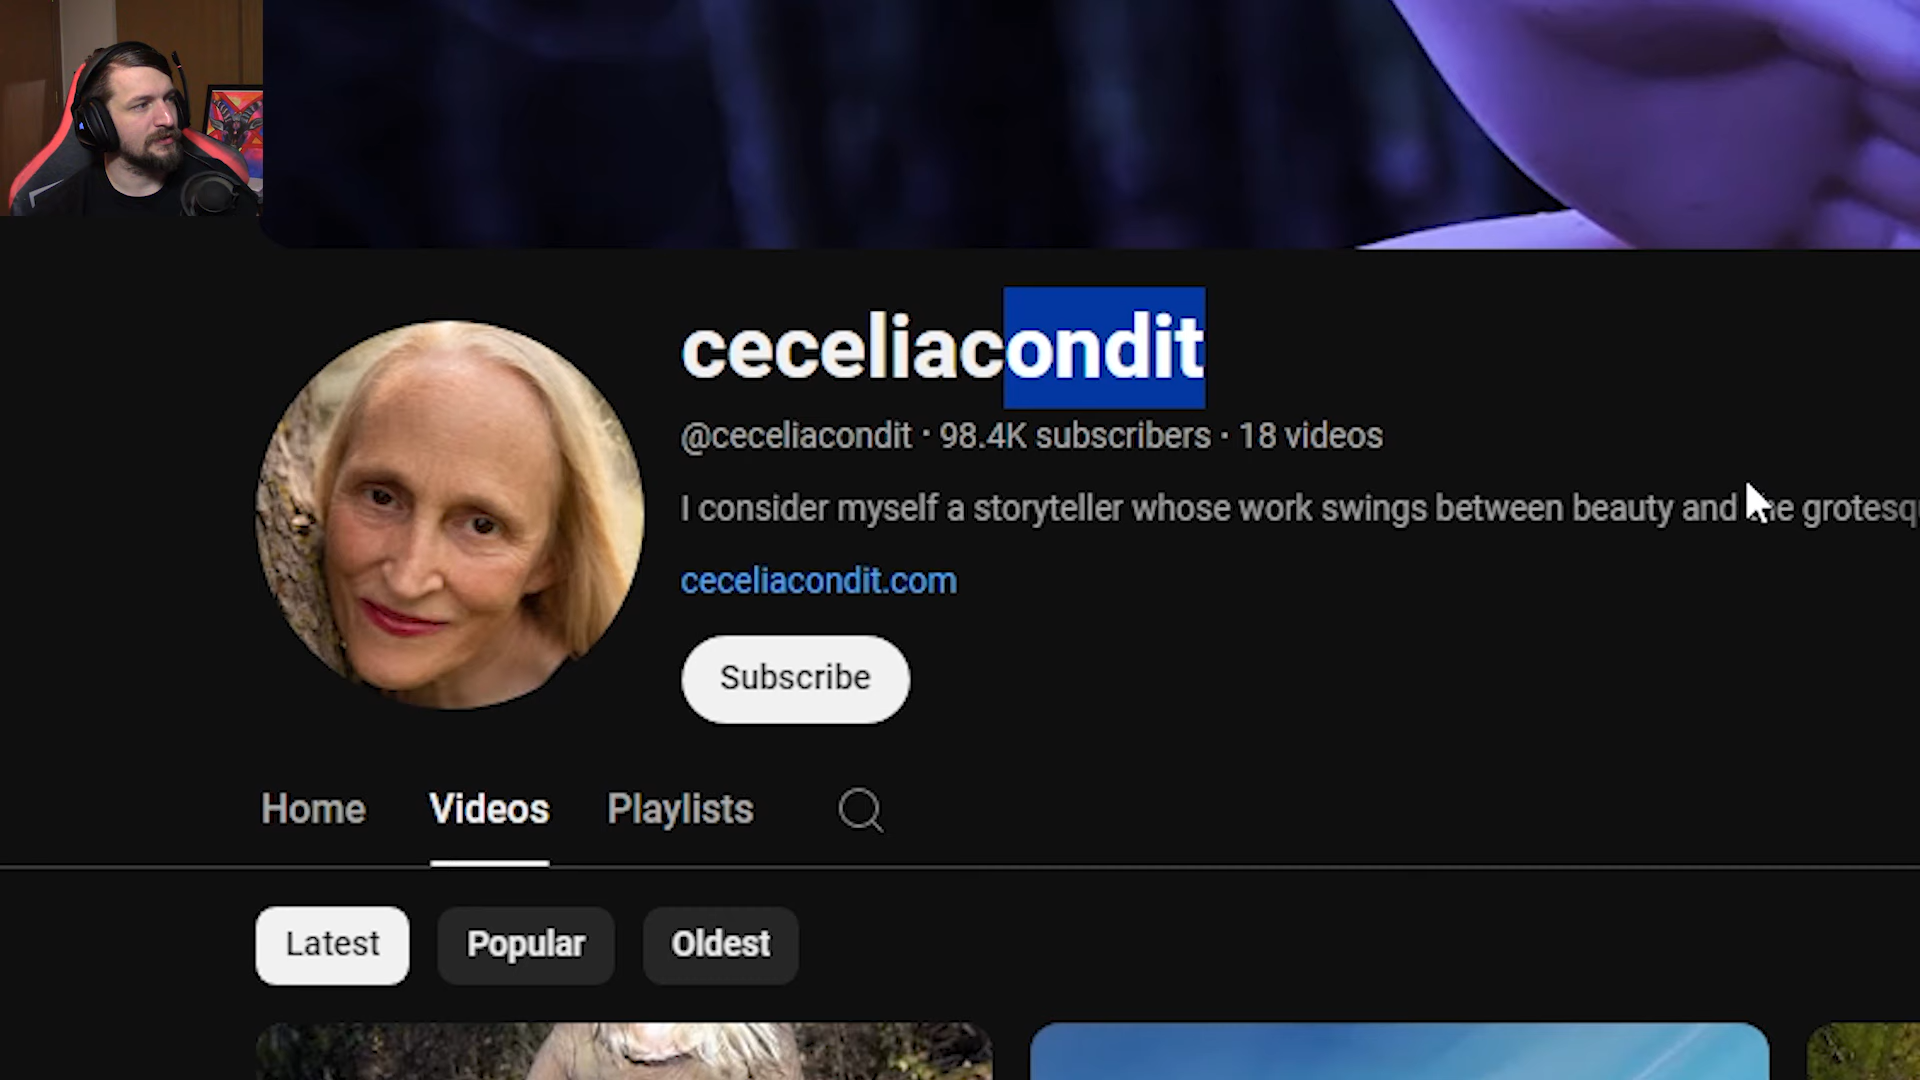 ceceliacondit
@ceceliacondit · 98.4K subscribers · 18 videos
I consider myself a storyteller whose work swings between beauty and
ceceliacondit.com
Subscribe
Home Videos Playlists
Latest Popular Oldest